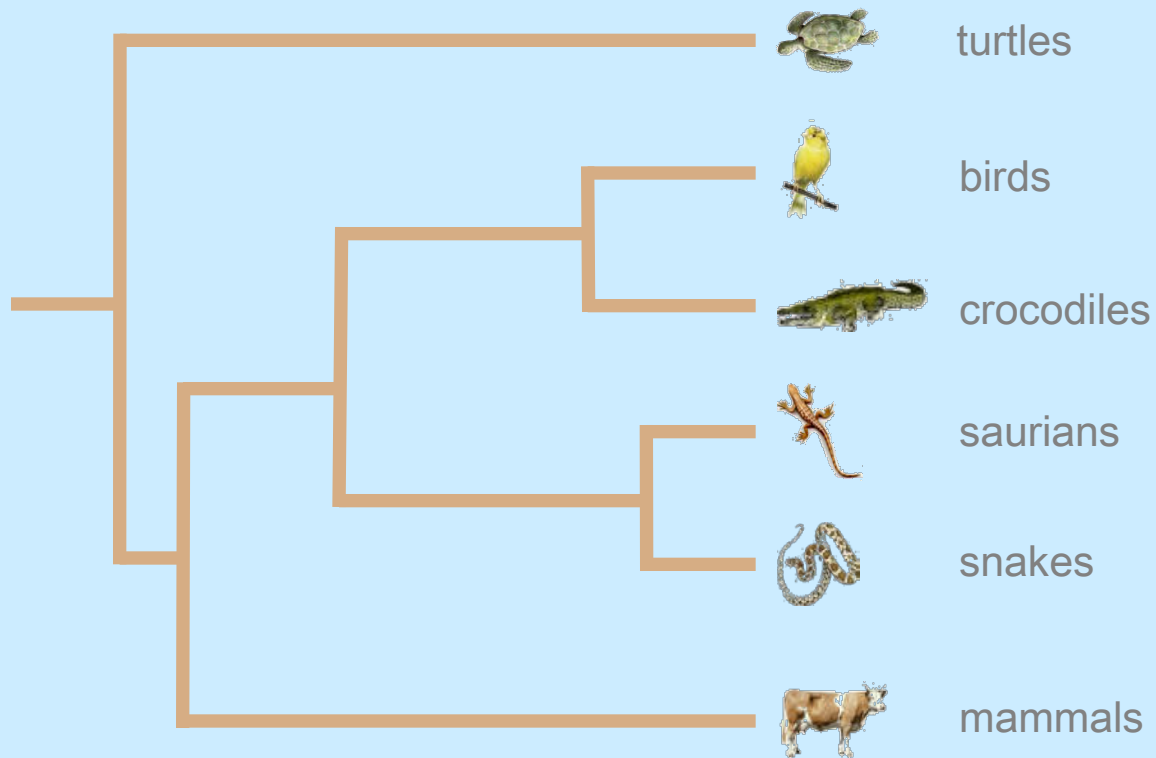 turtles
birds
crocodiles
saurians
snakes
mammals